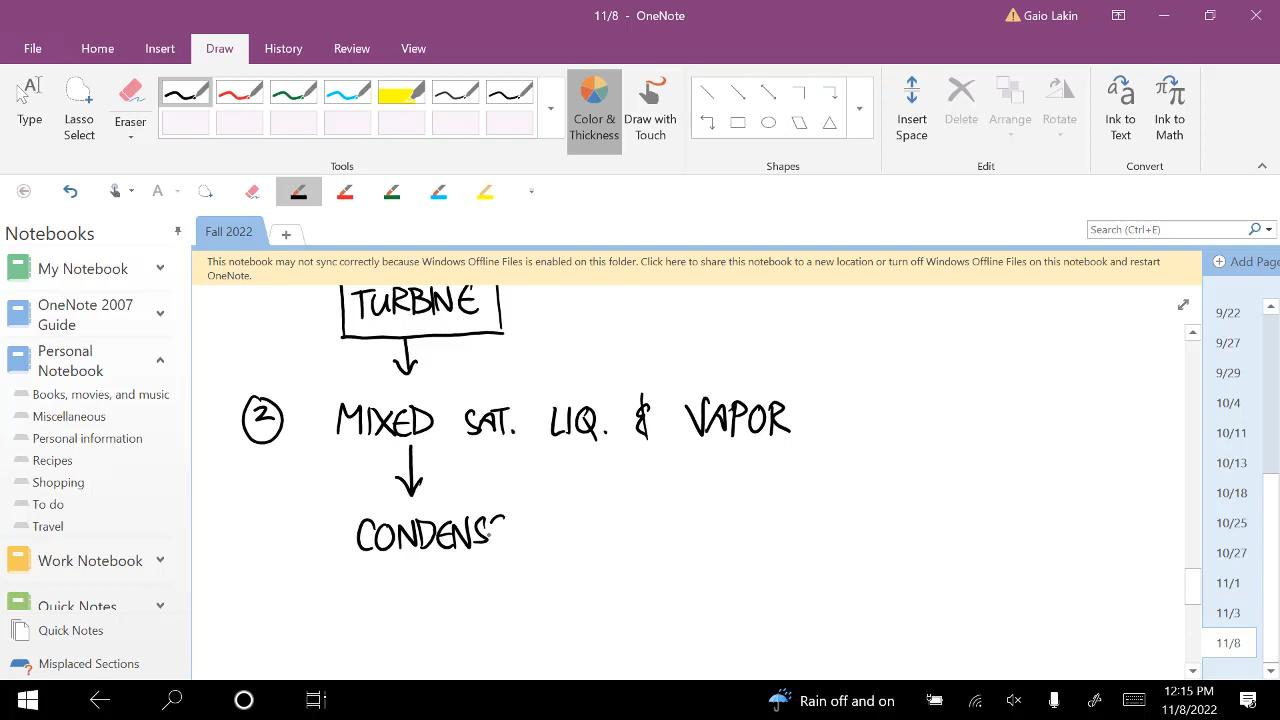 11/8 - OneNote
Gaio Lakin
File Home Insert Draw History Review View
Type
Lasso Select
Eraser
Color & Thickness
Draw with Touch
Insert Space
Delete
Arrange
Rotate
Ink to Text
Ink to Math
Tools
Shapes
Edit
Convert
Notebooks
Fall 2022
Search (Ctrl+E)
This notebook may not sync correctly because Windows Offline Files is enabled on this folder. Click here to share this notebook to a new location or turn off Windows Offline Files on this notebook and restart
OneNote.
Add Page
My Notebook
OneNote 2007
Guide
Personal
Notebook
Books, movies, and music
Miscellaneous
Personal information
Recipes
Shopping
To do
Travel
Work Notebook
Quick Notes
Quick Notes
Misplaced Sections
TURBINE
② MIXED SAT. LIQ. & VAPOR
CONDENS
9/22
9/27
9/29
10/4
10/11
10/13
10/18
10/25
10/27
11/1
11/3
11/8
Rain off and on
12:15 PM
11/8/2022